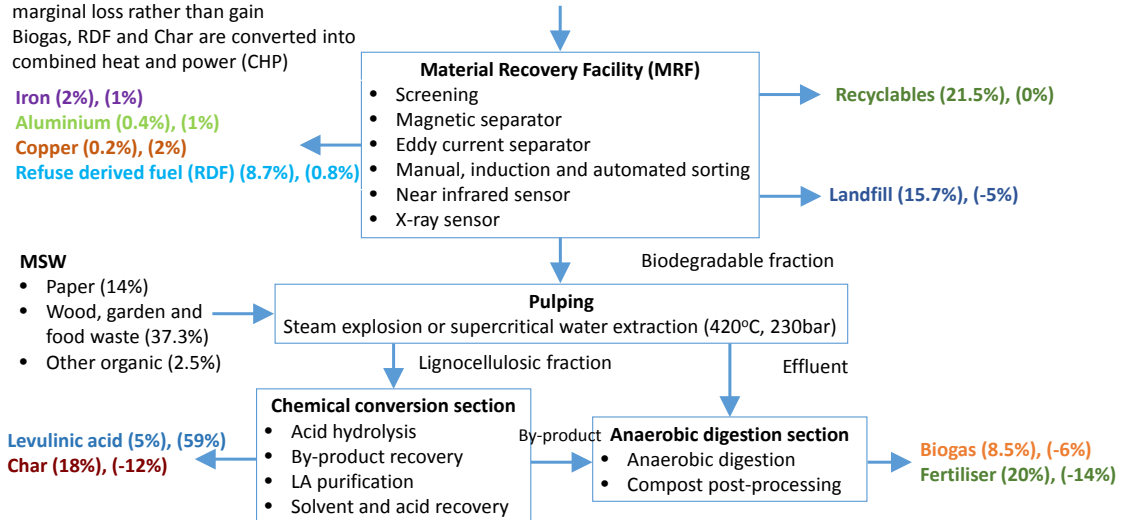 marginal loss rather than gain
Biogas, RDF and Char are converted into
combined heat and power (CHP)
Material Recovery Facility (MRF)
• Screening
• Magnetic separator
• Eddy current separator
• Manual, induction and automated sorting
• Near infrared sensor
• X-ray sensor
Iron (2%), (1%)
Aluminium (0.4%), (1%)
Copper (0.2%), (2%)
Refuse derived fuel (RDF) (8.7%), (0.8%)
Recyclables (21.5%), (0%)
Landfill (15.7%), (-5%)
Biodegradable fraction
MSW
• Paper (14%)
• Wood, garden and
food waste (37.3%)
• Other organic (2.5%)
Pulping
Steam explosion or supercritical water extraction (420°C, 230bar)
Lignocellulosic fraction
Effluent
Chemical conversion section
• Acid hydrolysis
• By-product recovery
• LA purification
• Solvent and acid recovery
Levulinic acid (5%), (59%)
Char (18%), (-12%)
By-product
Anaerobic digestion section
• Anaerobic digestion
• Compost post-processing
Biogas (8.5%), (-6%)
Fertiliser (20%), (-14%)